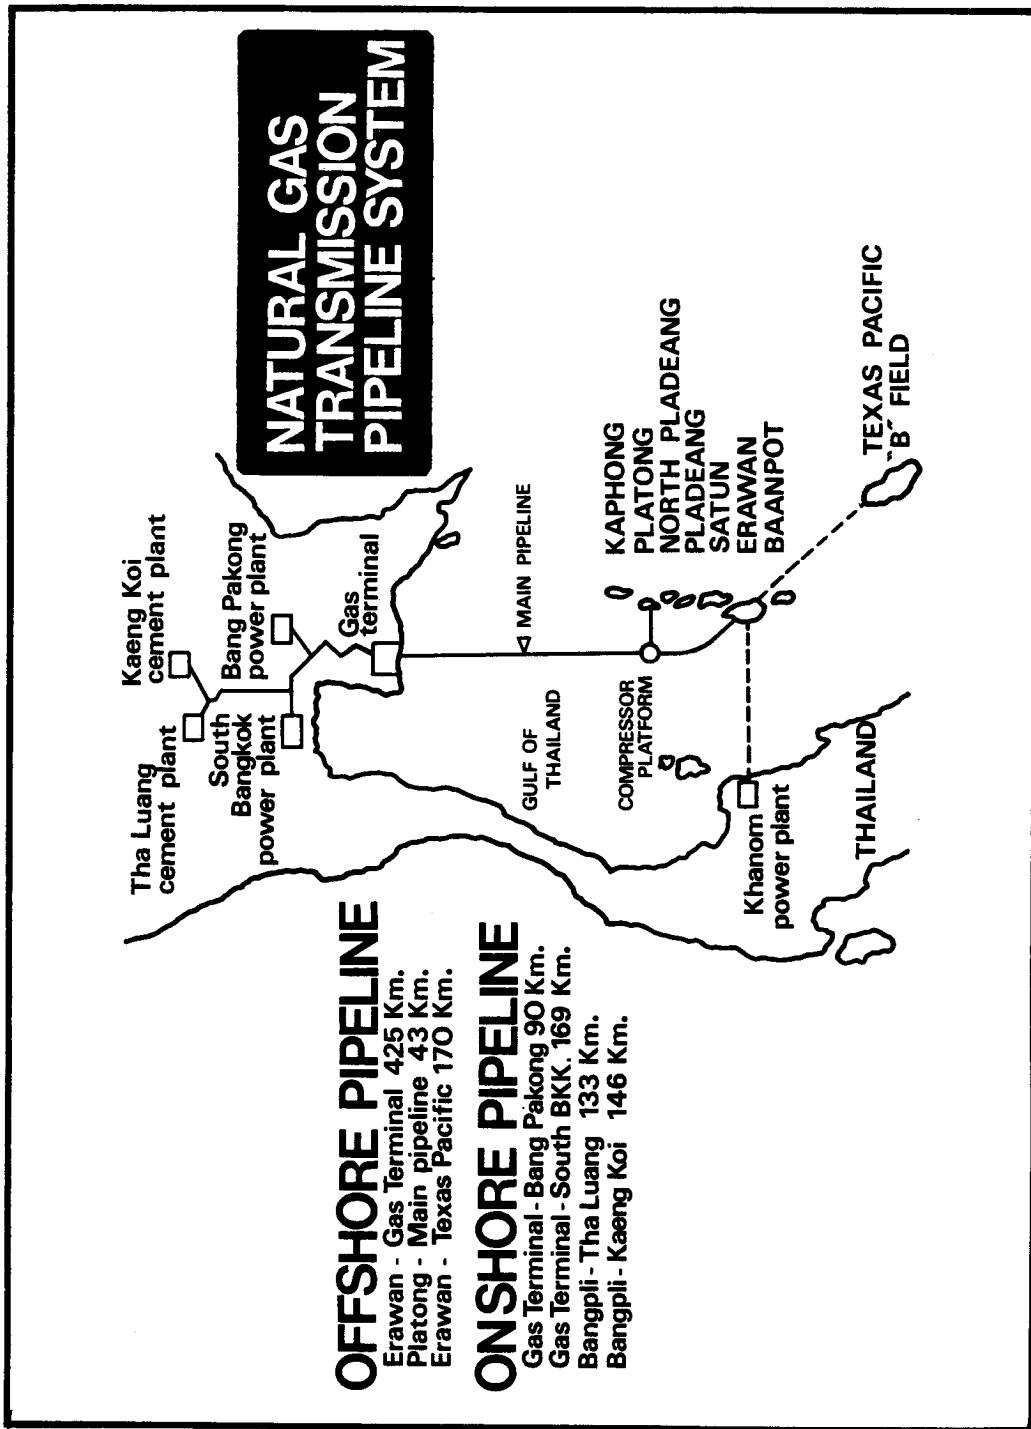 NATURAL GAS
TRANSMISSION
PIPELINE SYSTEM
OFFSHORE PIPELINE
Erawan - Gas Terminal 425 Km.
Platong - Main pipeline 43 Km.
Erawan - Texas Pacific 170 Km.
ONSHORE PIPELINE
Gas Terminal - Bang Pakong 90 Km.
Gas Terminal - South BKK. 169 Km.
Bangpli - Tha Luang 133 Km.
Bangpli - Kaeng Koi 146 Km.
Tha Luang
cement plant
Kaeng Koi
cement plant
South
Bangkok
power plant
Bang Pakong
power plant
Gas
terminal
MAIN PIPELINE
GULF OF
THAILAND
COMPRESSOR
PLATFORM
KAPHONG
PLATONG
NORTH PLADEANG
PLADEANG
SATUN
ERAWAN
BAANPOT
Khanom
power plant
THAILAND
TEXAS PACIFIC
"B" FIELD